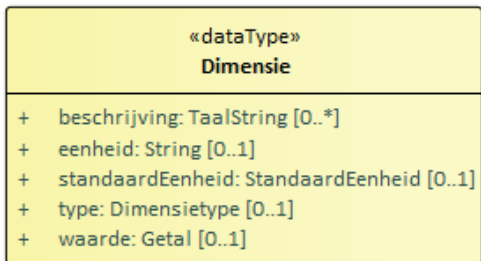 «dataType»
Dimensie
+ beschrijving: TaalString [0..*]
+ eenheid: String [0..1]
+ standaardEenheid: StandaardEenheid [0..1]
+ type: Dimensietype [0..1]
+ waarde: Getal [0..1]